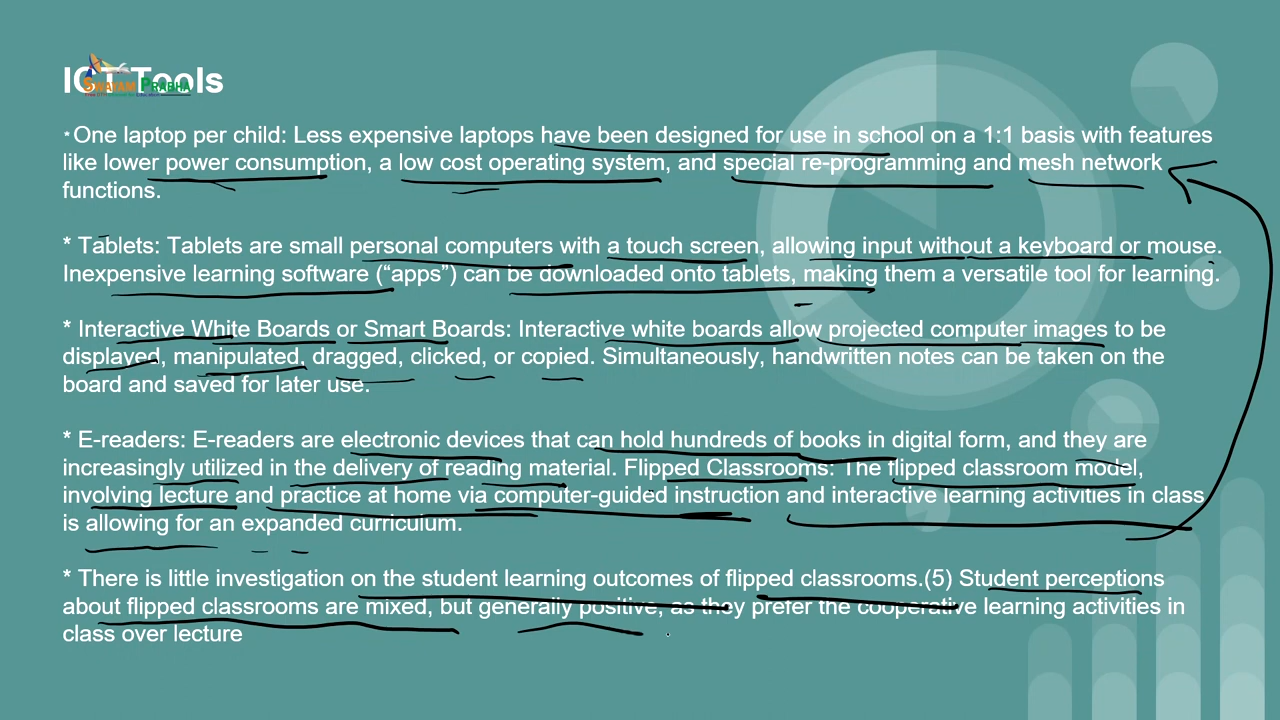 ICT Tools
SWAYAM PRABHA
* One laptop per child: Less expensive laptops have been designed for use in school on a 1:1 basis with features
like lower power consumption, a low cost operating system, and special re-programming and mesh network
functions.
* Tablets: Tablets are small personal computers with a touch screen, allowing input without a keyboard or mouse.
Inexpensive learning software (“apps”) can be downloaded onto tablets, making them a versatile tool for learning.
* Interactive White Boards or Smart Boards: Interactive white boards allow projected computer images to be
displayed, manipulated, dragged, clicked, or copied. Simultaneously, handwritten notes can be taken on the
board and saved for later use.
* E-readers: E-readers are electronic devices that can hold hundreds of books in digital form, and they are
increasingly utilized in the delivery of reading material. Flipped Classrooms: The flipped classroom model,
involving lecture and practice at home via computer-guided instruction and interactive learning activities in class
is allowing for an expanded curriculum.
* There is little investigation on the student learning outcomes of flipped classrooms.(5) Student perceptions
about flipped classrooms are mixed, but generally positive, as they prefer the cooperative learning activities in
class over lecture